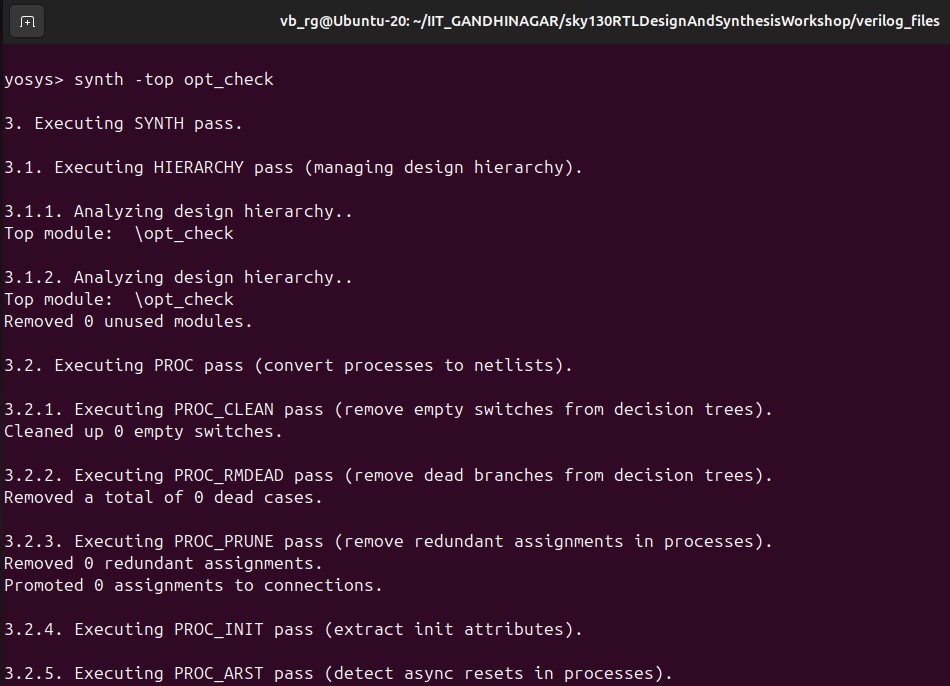 vb_rg@Ubuntu-20: ~/IIT_GANDHINAGAR/sky130RTLDesignAndSynthesisWorkshop/verilog_files
yosys> synth -top opt_check
3. Executing SYNTH pass.
3.1. Executing HIERARCHY pass (managing design hierarchy).
3.1.1. Analyzing design hierarchy..
Top module:  \opt_check
3.1.2. Analyzing design hierarchy..
Top module:  \opt_check
Removed 0 unused modules.
3.2. Executing PROC pass (convert processes to netlists).
3.2.1. Executing PROC_CLEAN pass (remove empty switches from decision trees).
Cleaned up 0 empty switches.
3.2.2. Executing PROC_RMDEAD pass (remove dead branches from decision trees).
Removed a total of 0 dead cases.
3.2.3. Executing PROC_PRUNE pass (remove redundant assignments in processes).
Removed 0 redundant assignments.
Promoted 0 assignments to connections.
3.2.4. Executing PROC_INIT pass (extract init attributes).
3.2.5. Executing PROC_ARST pass (detect async resets in processes).